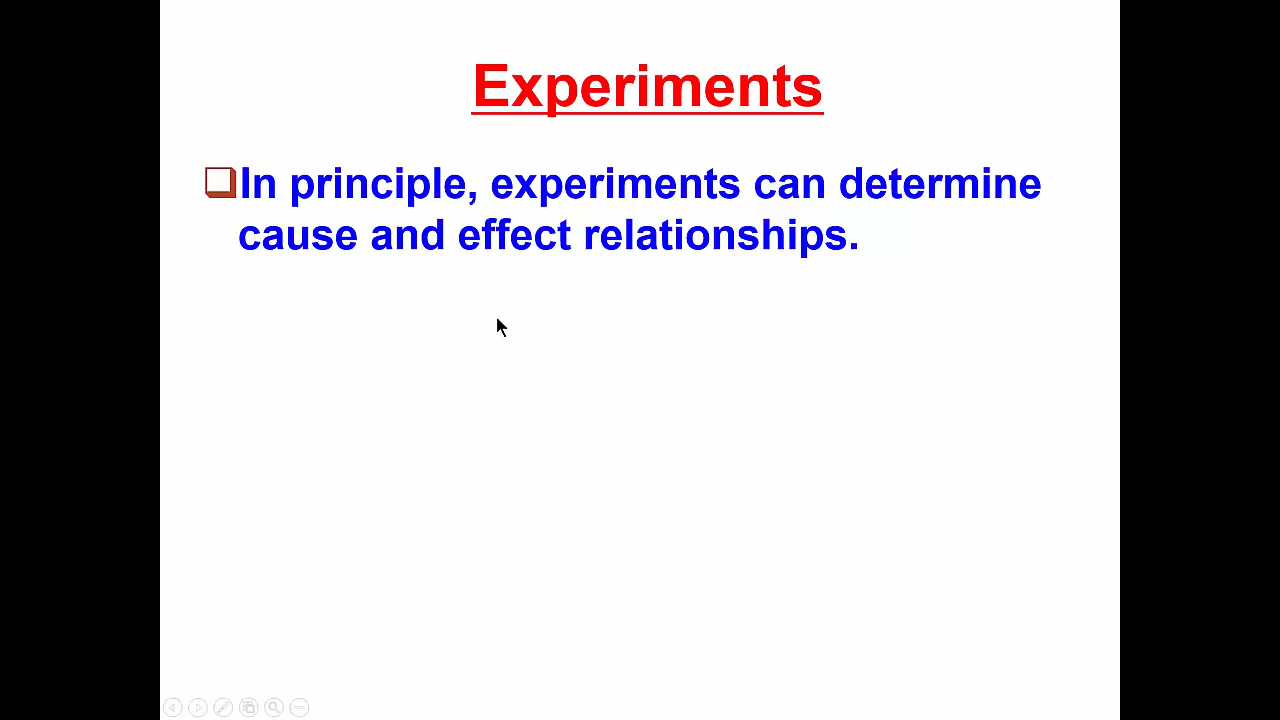 Experiments
In principle, experiments can determine
cause and effect relationships.